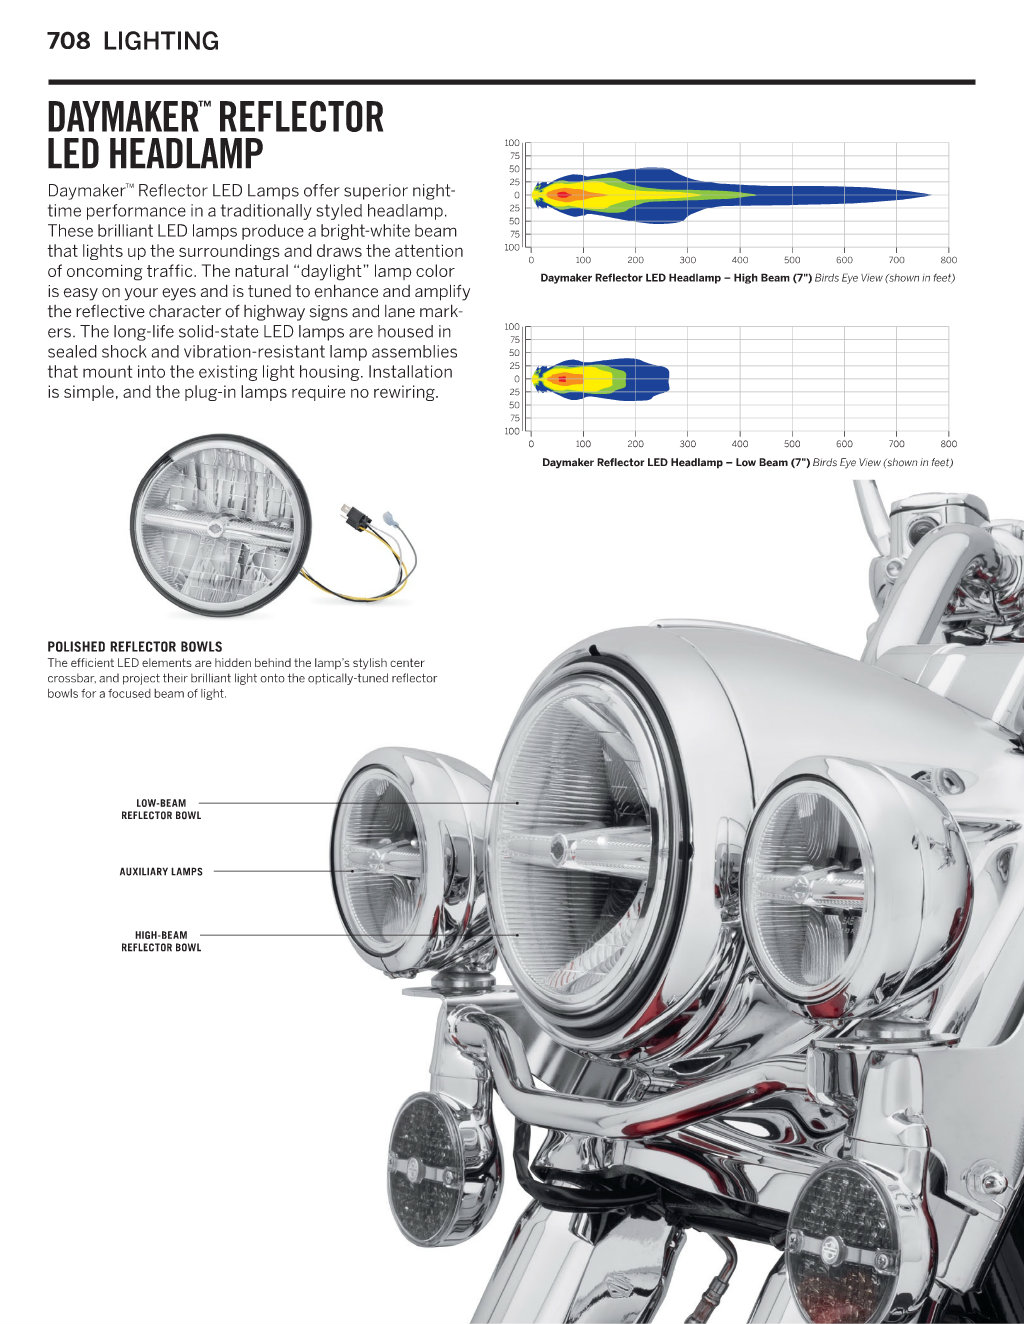 708 LIGHTING
DAYMAKER™ REFLECTOR
LED HEADLAMP
Daymaker™ Reflector LED Lamps offer superior night-
time performance in a traditionally styled headlamp.
These brilliant LED lamps produce a bright-white beam
that lights up the surroundings and draws the attention
of oncoming traffic. The natural “daylight” lamp color
is easy on your eyes and is tuned to enhance and amplify
the reflective character of highway signs and lane mark-
ers. The long-life solid-state LED lamps are housed in
sealed shock and vibration-resistant lamp assemblies
that mount into the existing light housing. Installation
is simple, and the plug-in lamps require no rewiring.
100
75
50
25
0
25
50
75
100
0 100 200 300 400 500 600 700 800
Daymaker Reflector LED Headlamp – High Beam (7") Birds Eye View (shown in feet)
100
75
50
25
0
25
50
75
100
0 100 200 300 400 500 600 700 800
Daymaker Reflector LED Headlamp – Low Beam (7") Birds Eye View (shown in feet)
POLISHED REFLECTOR BOWLS
The efficient LED elements are hidden behind the lamp’s stylish center
crossbar, and project their brilliant light onto the optically-tuned reflector
bowls for a focused beam of light.
LOW-BEAM
REFLECTOR BOWL
AUXILIARY LAMPS
HIGH-BEAM
REFLECTOR BOWL